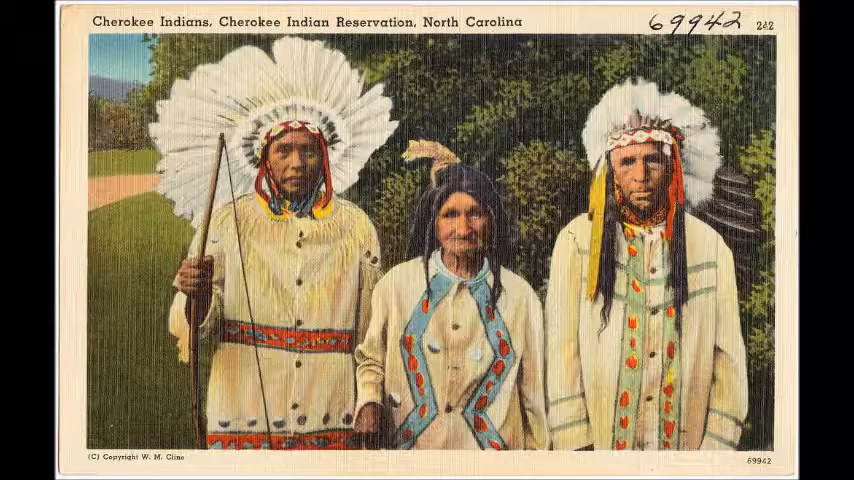 Cherokee Indians, Cherokee Indian Reservation, North Carolina
69942 242
(C) Copyright W. M. Cline
69942